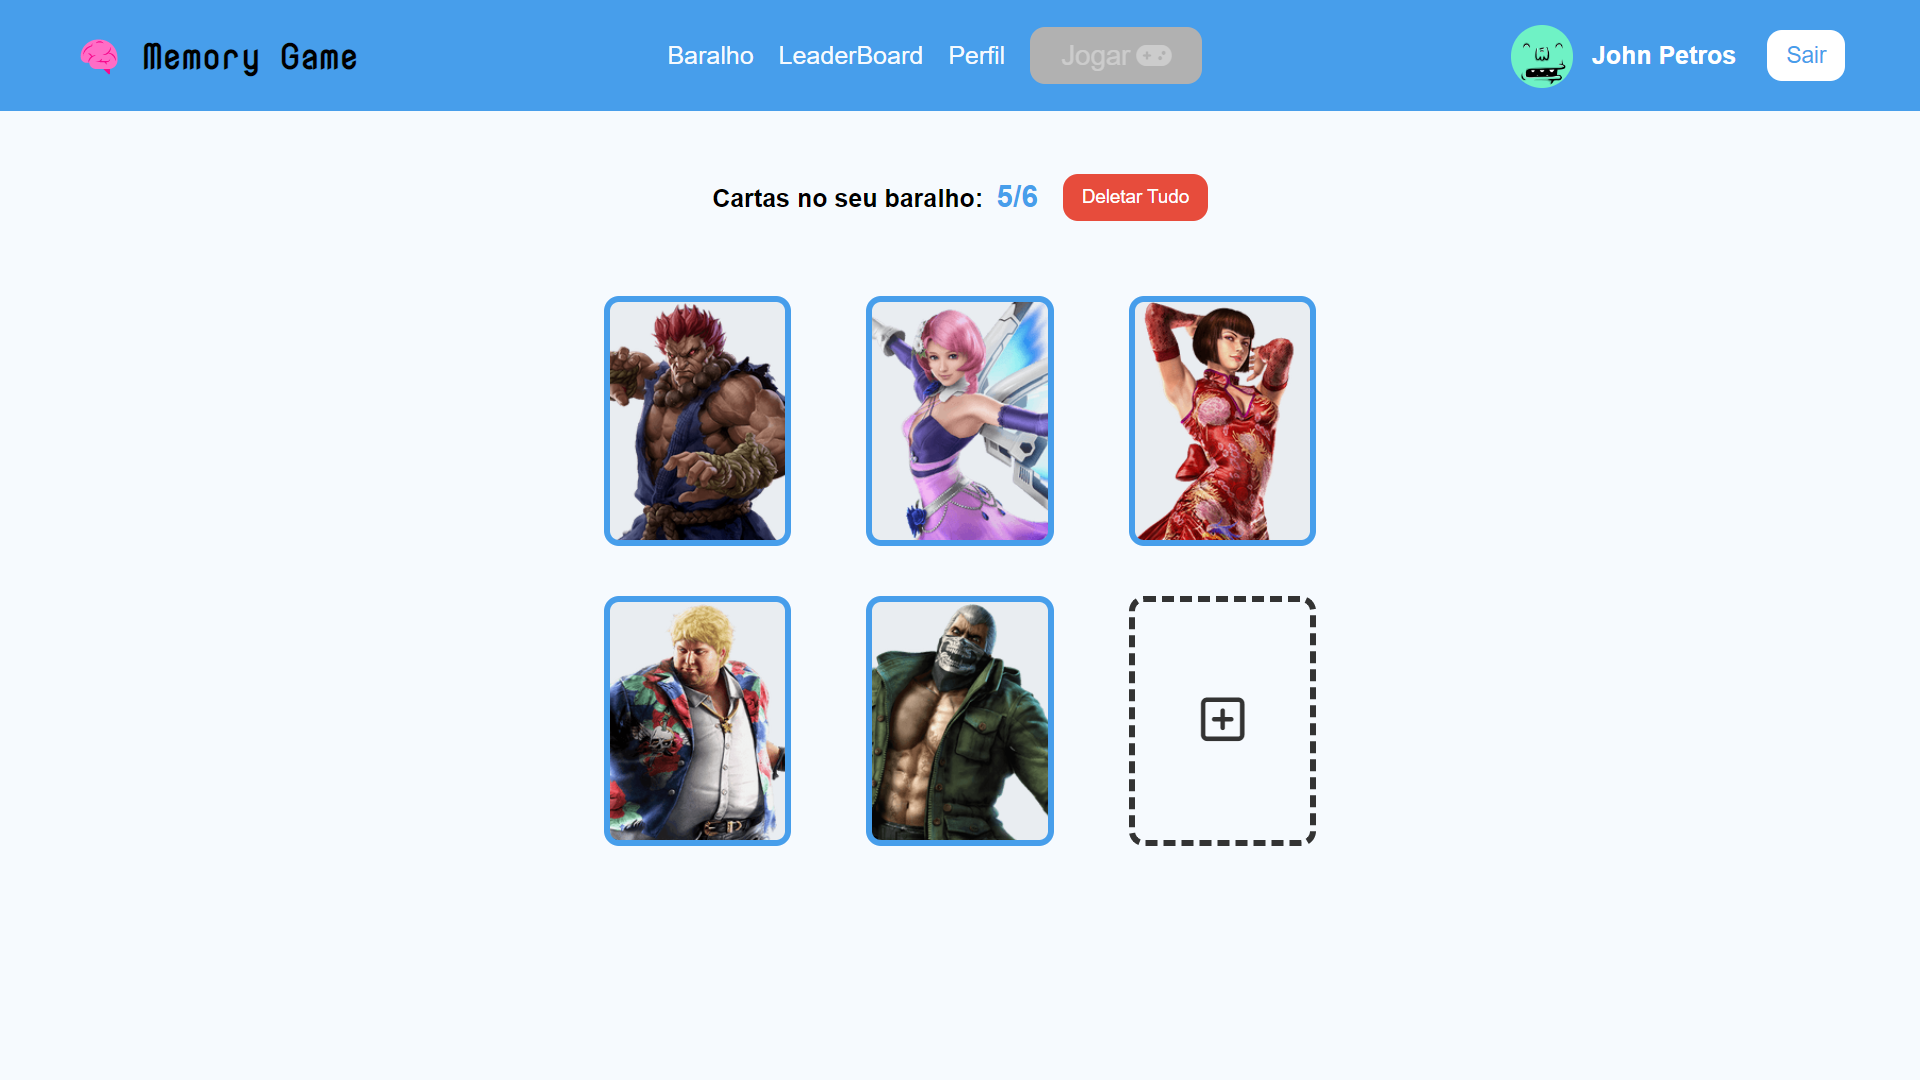 Memory Game
Baralho LeaderBoard Perfil Jogar
John Petros Sair
Cartas no seu baralho: 5/6 Deletar Tudo